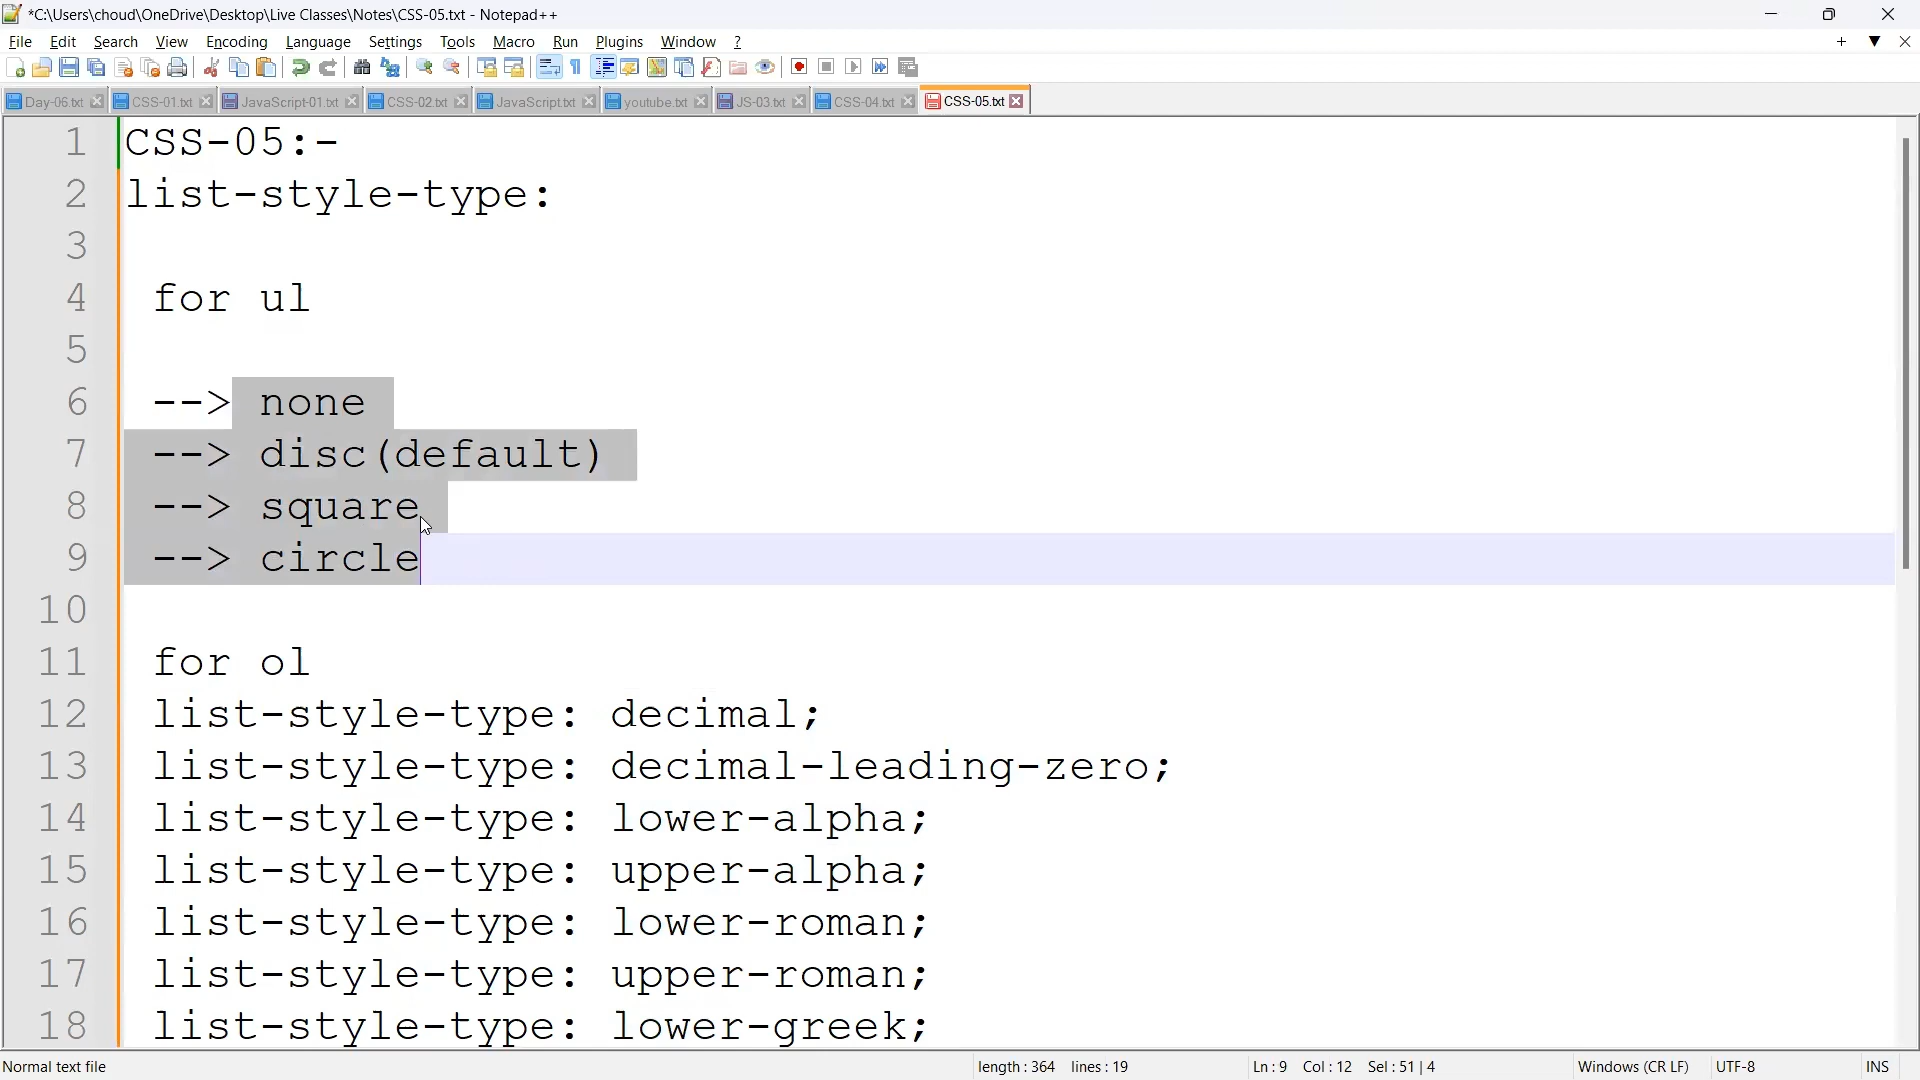 *C:\Users\choud\OneDrive\Desktop\Live Classes\Notes\CSS-05.txt - Notepad++
File Edit Search View Encoding Language Settings Tools Macro Run Plugins Window ?
Day-06.txt CSS-01.txt JavaScript-01.txt CSS-02.txt JavaScript.txt youtube.txt JS-03.txt CSS-04.txt CSS-05.txt
1 CSS-05:-
2 list-style-type:
3
4 for ul
5
6 --> none
7 --> disc(default)
8 --> square
9 --> circle
10
11 for ol
12 list-style-type: decimal;
13 list-style-type: decimal-leading-zero;
14 list-style-type: lower-alpha;
15 list-style-type: upper-alpha;
16 list-style-type: lower-roman;
17 list-style-type: upper-roman;
18 list-style-type: lower-greek;
Normal text file length : 364 lines : 19 Ln : 9 Col : 12 Sel : 51 | 4 Windows (CR LF) UTF-8 INS